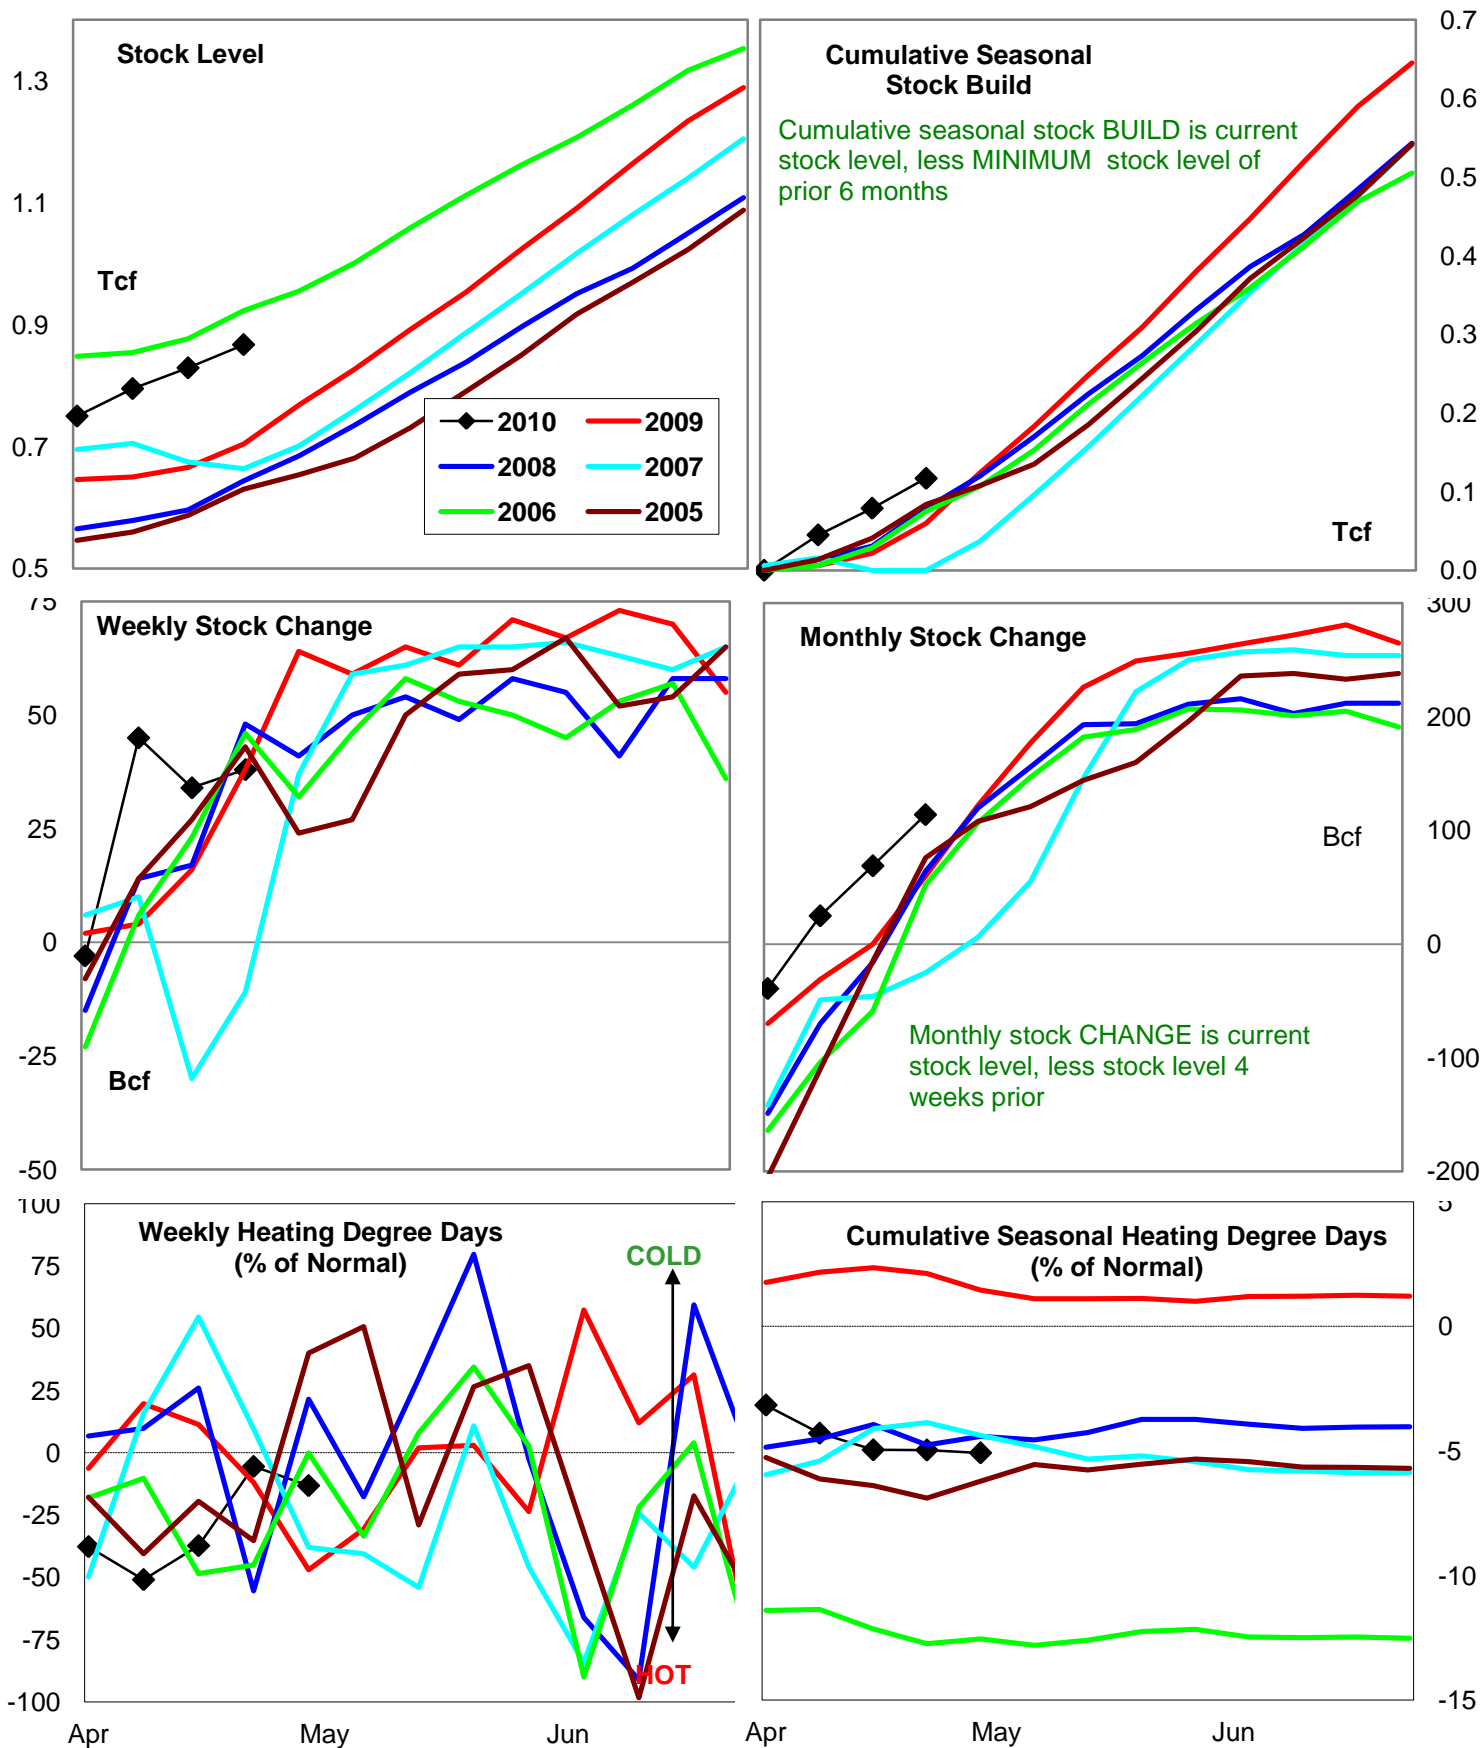 Stock Level
1.3
1.1
Tcf
0.9
0.7
0.5
2010
2009
2008
2007
2006
2005
Cumulative Seasonal
Stock Build
Cumulative seasonal stock BUILD is current
stock level, less MINIMUM stock level of
prior 6 months
0.7
0.6
0.5
0.4
0.3
0.2
0.1
Tcf
0.0
75
Weekly Stock Change
50
25
0
-25
Bcf
-50
300
Monthly Stock Change
200
100
Bcf
0
Monthly stock CHANGE is current
stock level, less stock level 4
weeks prior
-100
-200
100
Weekly Heating Degree Days
(% of Normal)
COLD
75
50
25
0
-25
-50
-75
HOT
-100
Apr
May
Jun
5
Cumulative Seasonal Heating Degree Days
(% of Normal)
0
-5
-10
-15
Apr
May
Jun